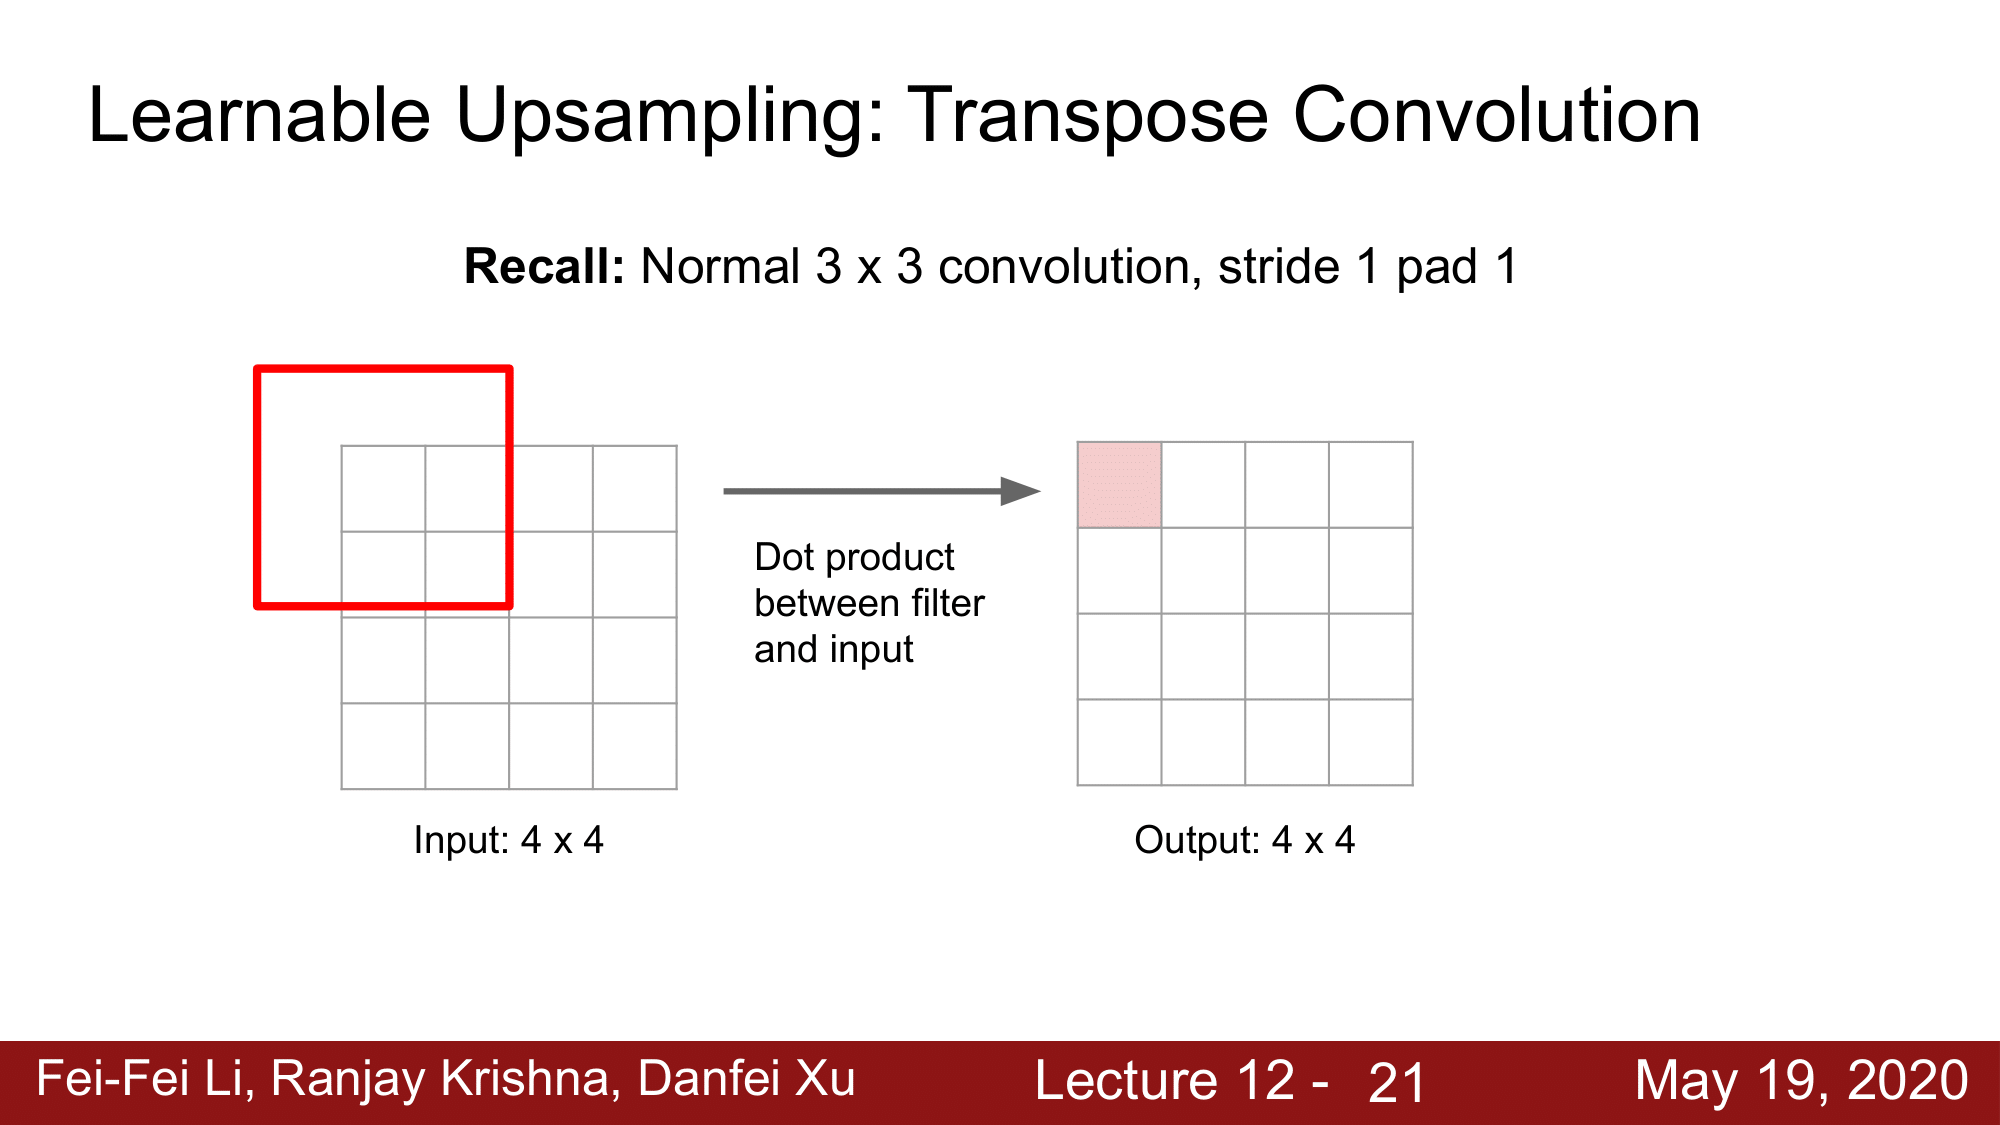 Learnable Upsampling: Transpose Convolution
Recall: Normal 3 x 3 convolution, stride 1 pad 1
Dot product
between filter
and input
Input: 4 x 4
Output: 4 x 4
Fei-Fei Li, Ranjay Krishna, Danfei Xu
Lecture 12 - 21
May 19, 2020